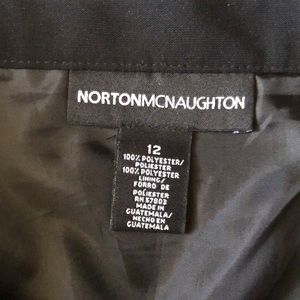 NORTONMCNAUGHTON
12
100% POLYESTER/
POLIESTER
100% POLYESTER
LINING/
FORRO DE
POLIESTER
RN 57803
MADE IN
GUATEMALA/
HECHO EN
GUATEMALA